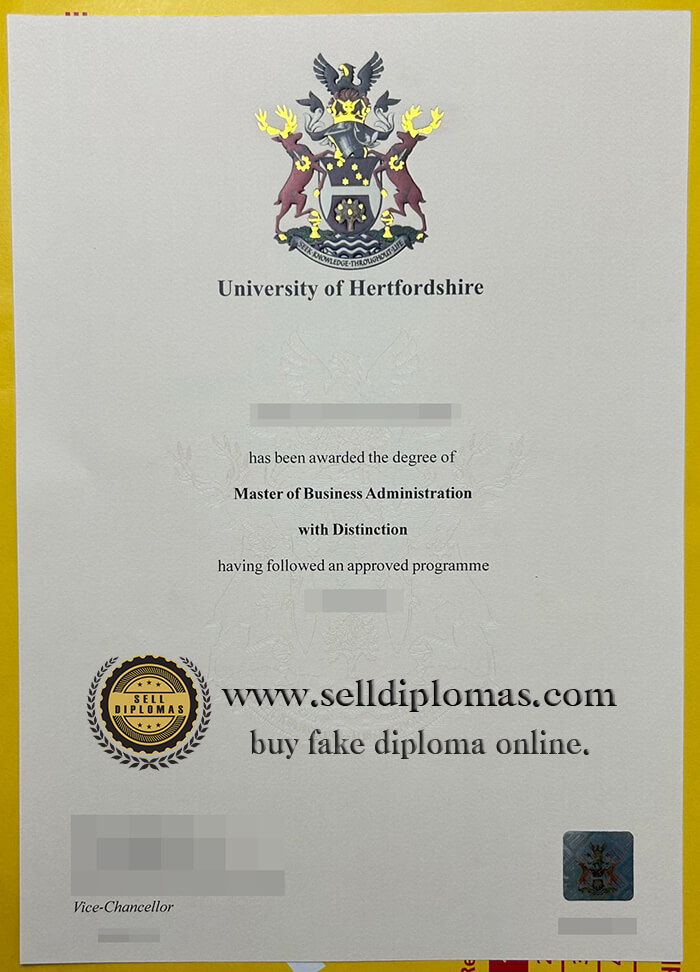 SEEK·KNOWLEDGE·THROUGHOUT·LIFE
University of Hertfordshire
has been awarded the degree of
Master of Business Administration
with Distinction
having followed an approved programme
SELL
DIPLOMAS
www.selldiplomas.com
buy fake diploma online.
Vice-Chancellor